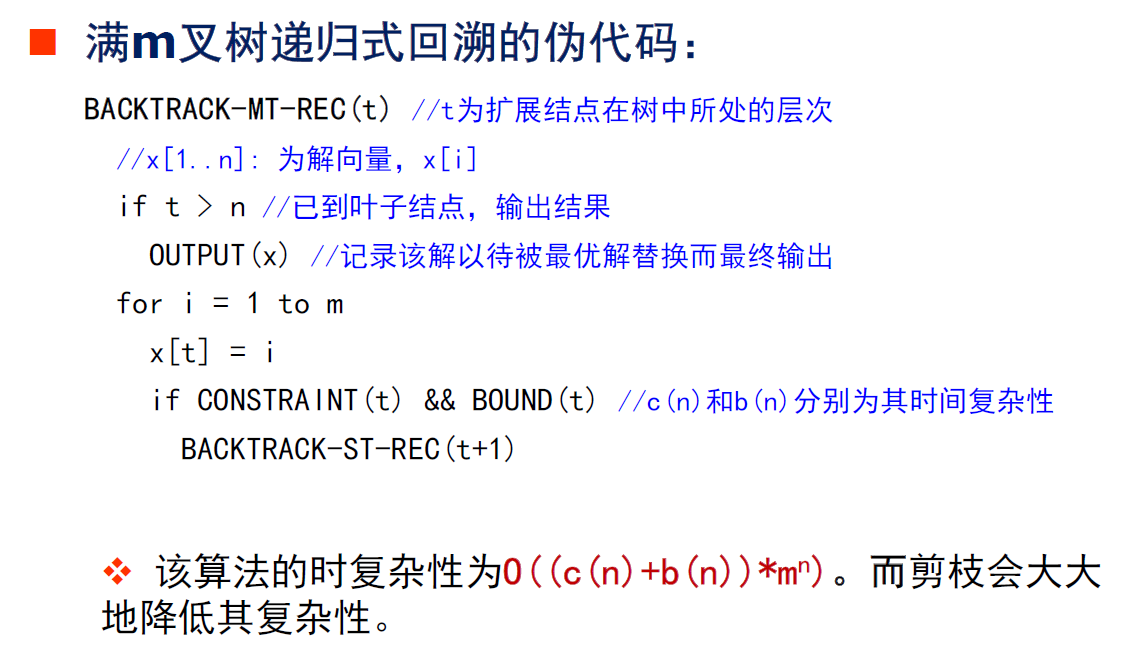 满m叉树递归式回溯的伪代码：
BACKTRACK-MT-REC(t) //t为扩展结点在树中所处的层次
//x[1..n]: 为解向量，x[i]
if t > n //已到叶子结点，输出结果
OUTPUT(x) //记录该解以待被最优解替换而最终输出
for i = 1 to m
x[t] = i
if CONSTRAINT(t) && BOUND(t) //c(n)和b(n)分别为其时间复杂性
BACKTRACK-ST-REC(t+1)
该算法的时复杂性为O((c(n)+b(n))*mⁿ)。而剪枝会大大
地降低其复杂性。